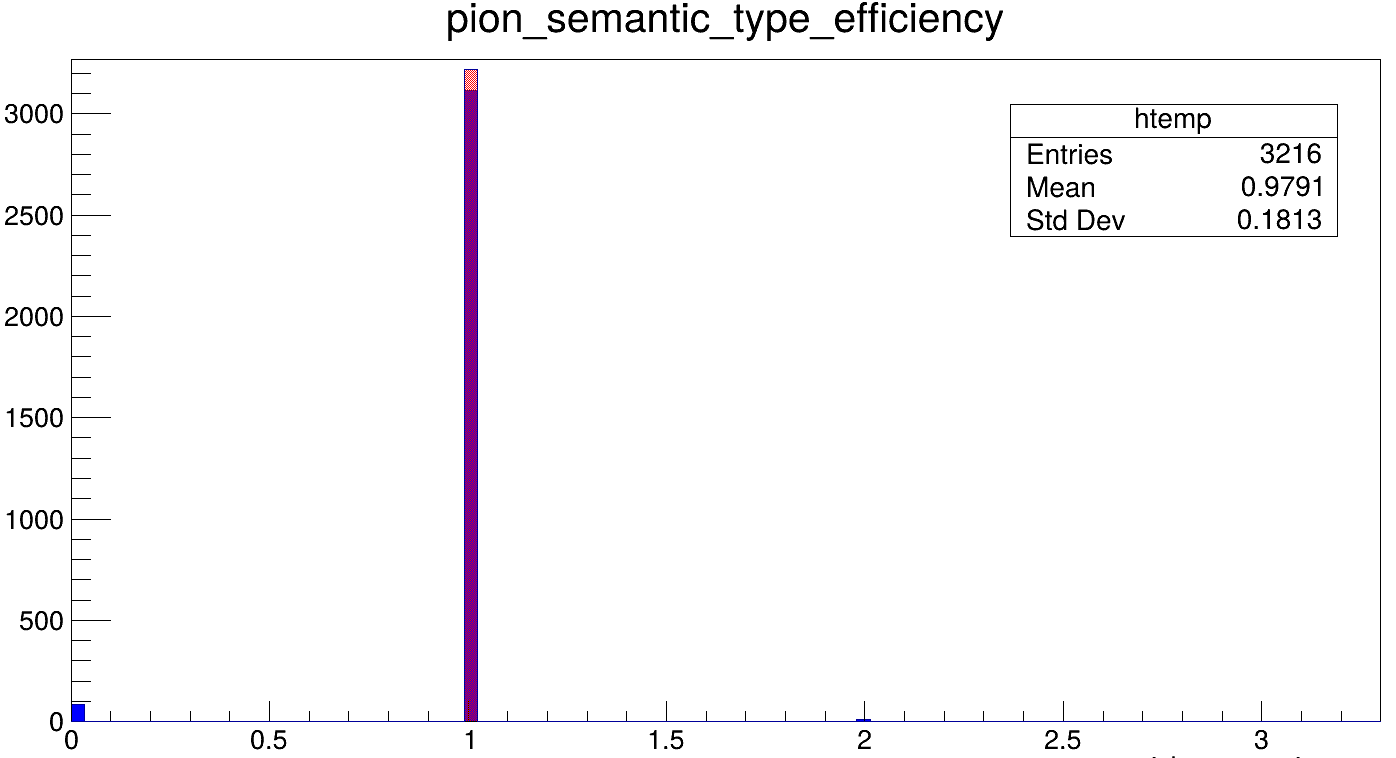 pion_semantic_type_efficiency
htemp
Entries 3216
Mean 0.9791
Std Dev 0.1813
3000
2500
2000
1500
1000
500
0
0 0.5 1 1.5 2 2.5 3